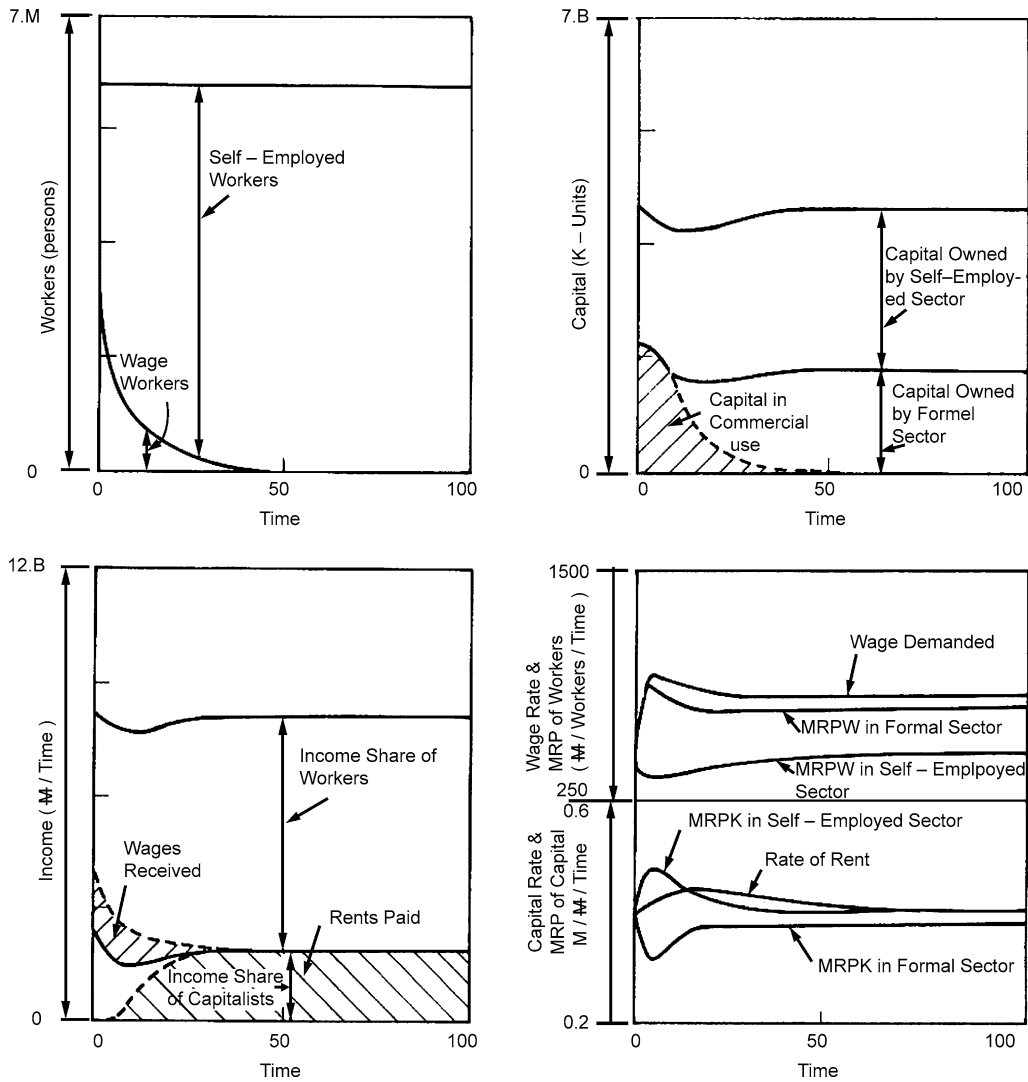 7.M
Workers (persons)
Self – Employed
Workers
Wage
Workers
0
0
50
100
Time
7.B
Capital (K – Units)
Capital Owned
by Self–Employ-
ed Sector
Capital in
Commercial
use
Capital Owned
by Formel
Sector
0
0
50
100
Time
12.B
Income ( M / Time )
Income Share of
Workers
Wages
Received
Rents Paid
Income Share
of Capitalists
0
0
50
100
Time
1500
Wage Rate &
MRP of Workers
( M / Workers / Time )
Wage Demanded
MRPW in Formal Sector
MRPW in Self – Emplpoyed
Sector
250
0.6
Capital Rate &
MRP of Capital
M / M / Time
MRPK in Self – Employed Sector
Rate of Rent
MRPK in Formal Sector
0.2
0
50
100
Time